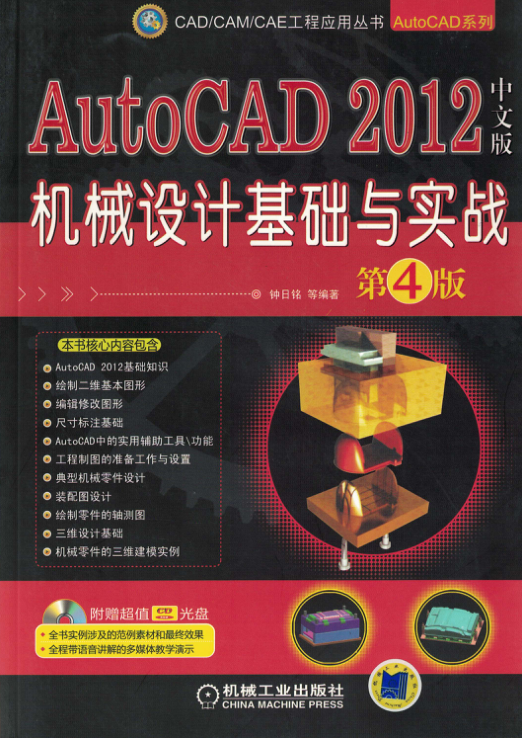 CAD/CAM/CAE工程应用丛书 AutoCAD系列
AutoCAD 2012 中文版
机械设计基础与实战
第4版
钟日铭 等编著
本书核心内容包含
AutoCAD 2012基础知识
绘制二维基本图形
编辑修改图形
尺寸标注基础
AutoCAD中的实用辅助工具\功能
工程制图的准备工作与设置
典型机械零件设计
装配图设计
绘制零件的轴测图
三维设计基础
机械零件的三维建模实例
附赠超值 CD 光盘
全书实例涉及的范例素材和最终效果
全程带语音讲解的多媒体教学演示
机械工业出版社
CHINA MACHINE PRESS